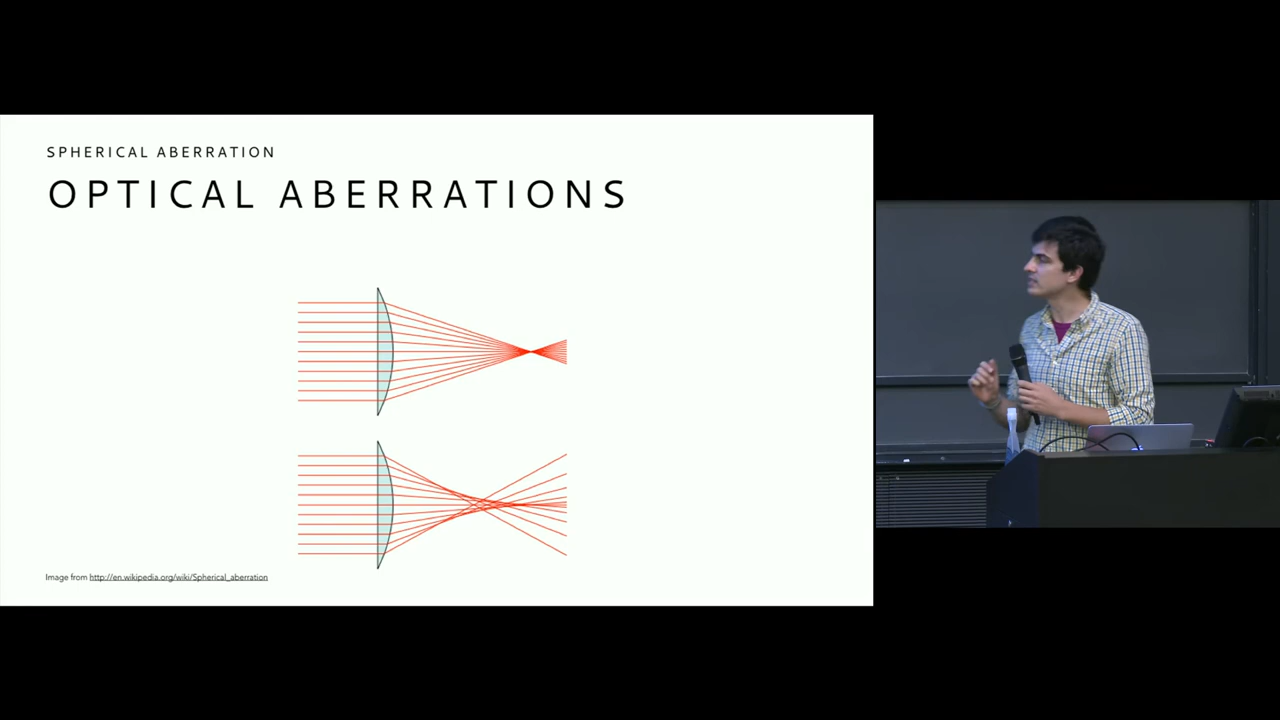 SPHERICAL ABERRATION
OPTICAL ABERRATIONS
Image from http://en.wikipedia.org/wiki/Spherical_aberration